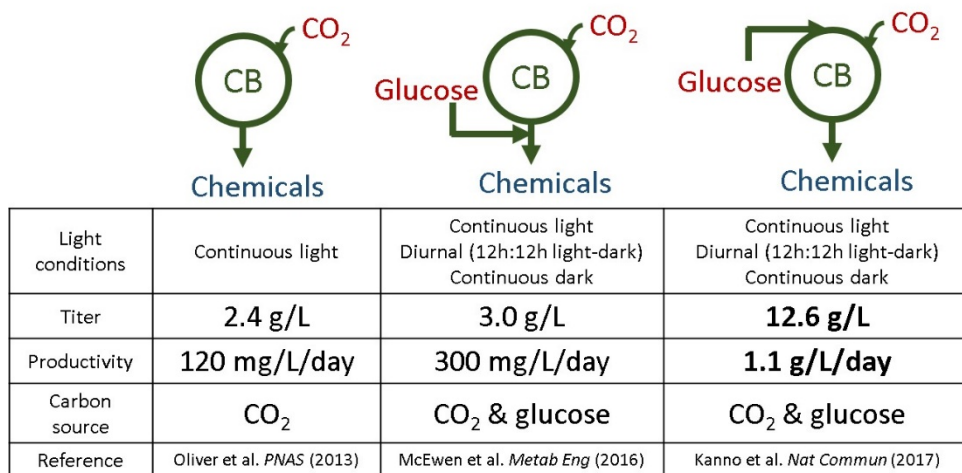 CO2
CB
Chemicals
Glucose
CO2
CB
Chemicals
Glucose
CO2
CB
Chemicals
Light conditions
Continuous light
Continuous light
Diurnal (12h:12h light-dark)
Continuous dark
Continuous light
Diurnal (12h:12h light-dark)
Continuous dark
Titer
2.4 g/L
3.0 g/L
12.6 g/L
Productivity
120 mg/L/day
300 mg/L/day
1.1 g/L/day
Carbon source
CO2
CO2 & glucose
CO2 & glucose
Reference
Oliver et al. PNAS (2013)
McEwen et al. Metab Eng (2016)
Kanno et al. Nat Commun (2017)